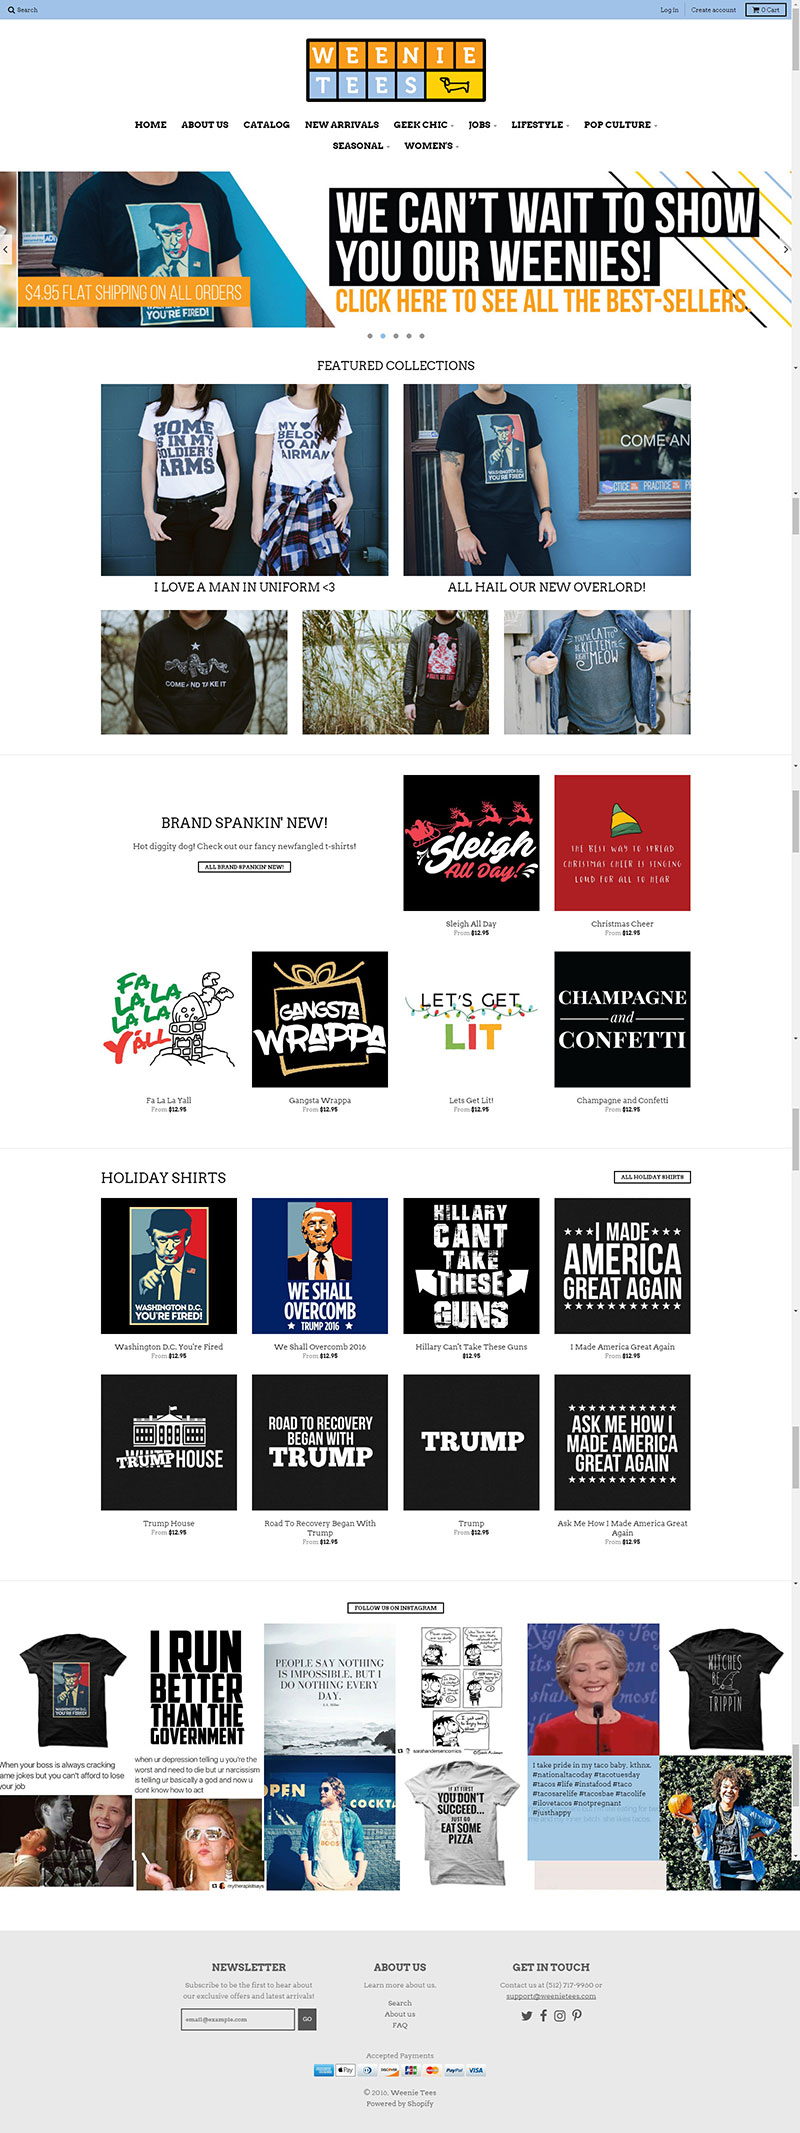 Search
Log In
Create account
0 Cart
WEENIE
TEES
HOME
ABOUT US
CATALOG
NEW ARRIVALS
GEEK CHIC
JOBS
LIFESTYLE
POP CULTURE
SEASONAL
WOMEN'S
YOU'RE FIRED!
$4.95 FLAT SHIPPING ON ALL ORDERS
WE CAN'T WAIT TO SHOW
YOU OUR WEENIES!
CLICK HERE TO SEE ALL THE BEST-SELLERS.
FEATURED COLLECTIONS
HOME
IS IN MY
SOLDIER'S
ARMS
MY
BELON
TO AN
AIRMAN
WASHINGTON D.C.
YOU'RE FIRED!
COME AN
PRACTICE
I LOVE A MAN IN UNIFORM <3
ALL HAIL OUR NEW OVERLORD!
COME AND TAKE IT
YOU'VE CAT TO
BE KITTEN ME
RIGHT MEOW
BRAND SPANKIN' NEW!
Hot diggity dog! Check out our fancy newfangled t-shirts!
ALL BRAND SPANKIN' NEW!
Sleigh
All Day!
THE BEST WAY TO SPREAD
CHRISTMAS CHEER IS SINGING
LOUD FOR ALL TO HEAR
Sleigh All Day
From $12.95
Christmas Cheer
From $12.95
FA
LA LA
LA LA
Y'ALL
GANGSTA
WRAPPA
LET'S GET
LIT
CHAMPAGNE
and
CONFETTI
Fa La La Yall
From $12.95
Gangsta Wrappa
From $12.95
Lets Get Lit!
From $12.95
Champagne and Confetti
From $12.95
HOLIDAY SHIRTS
ALL HOLIDAY SHIRTS
WASHINGTON D.C.
YOU'RE FIRED!
WE SHALL
OVERCOMB
TRUMP 2016
HILLARY
CANT
TAKE
THESE
GUNS
I MADE
AMERICA
GREAT AGAIN
Washington D.C. You're Fired
From $12.95
We Shall Overcomb 2016
From $12.95
Hillary Can't Take These Guns
$12.95
I Made America Great Again
From $12.95
WHITE HOUSE
TRUMP
ROAD TO RECOVERY
BEGAN WITH
TRUMP
TRUMP
ASK ME HOW I
MADE AMERICA
GREAT AGAIN
Trump House
From $12.95
Road To Recovery Began With
Trump
From $12.95
Trump
From $12.95
Ask Me How I Made America Great
Again
From $12.95
FOLLOW US ON INSTAGRAM
WASHINGTON D.C.
YOU'RE FIRED!
I RUN
BETTER
THAN THE
GOVERNMENT
PEOPLE SAY NOTHING
IS IMPOSSIBLE, BUT I
DO NOTHING EVERY
DAY.
sarahandersencomics
WITCHES
BE
TRIPPIN
When your boss is always cracking
ame jokes but you can't afford to lose
your job
when ur depression telling u you're the
worst and need to die but ur narcissism
is telling ur basically a god and now u
dont know how to act
mytherapistsays
OPEN
COCKTA
IF AT FIRST
YOU DON'T
SUCCEED...
JUST GO
EAT SOME
PIZZA
I take pride in my taco baby, kthnx.
#nationaltacoday #tacotuesday
#tacos #life #instafood #taco
#tacosarelife #tacosbae #tacolife
#ilovetacos #notpregnant
#justhappy
NEWSLETTER
Subscribe to be the first to hear about
our exclusive offers and latest arrivals!
email@example.com
GO
ABOUT US
Learn more about us.
Search
About us
FAQ
GET IN TOUCH
Contact us at (512) 717-9960 or
support@weenietees.com
Accepted Payments
Pay
DISCOVER
PayPal
VISA
© 2016, Weenie Tees
Powered by Shopify